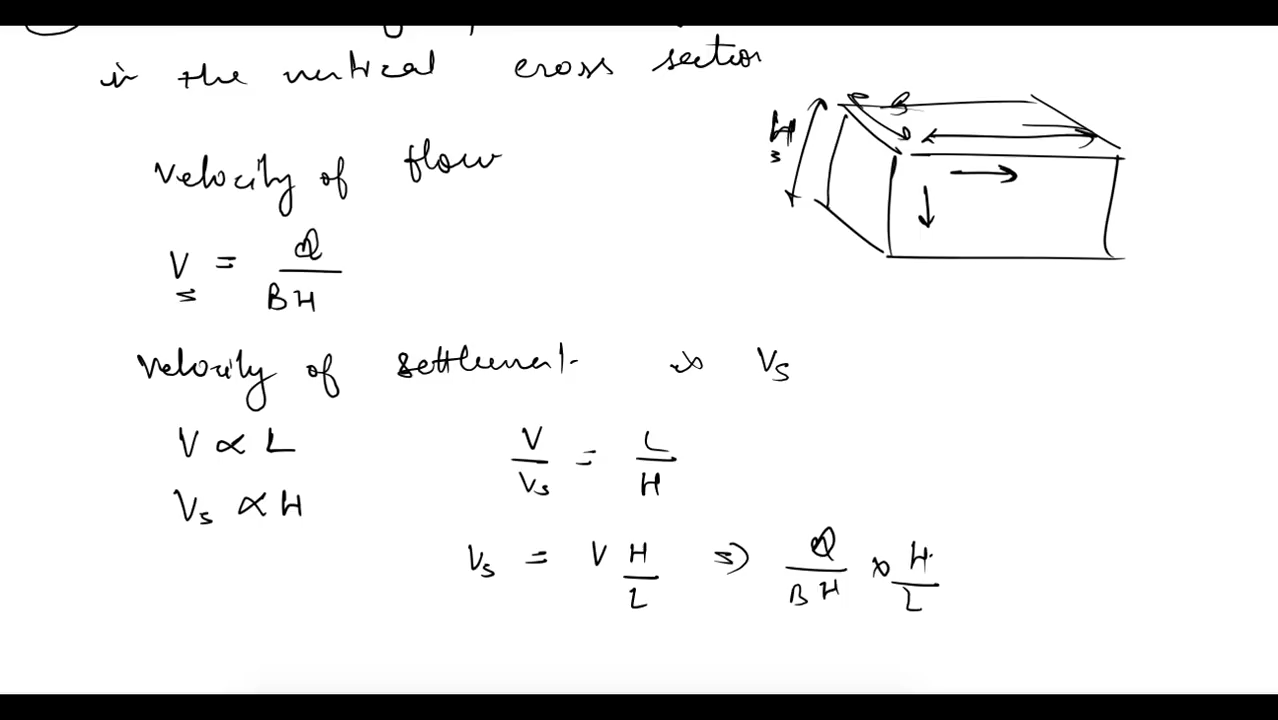 in the vertical cross section
B
H
velocity of flow
V = Q / BH
velocity of settlement is Vs
V ∝ L
V / Vs = L / H
Vs ∝ H
Vs = V H / L ⇒ Q / BH × H / L